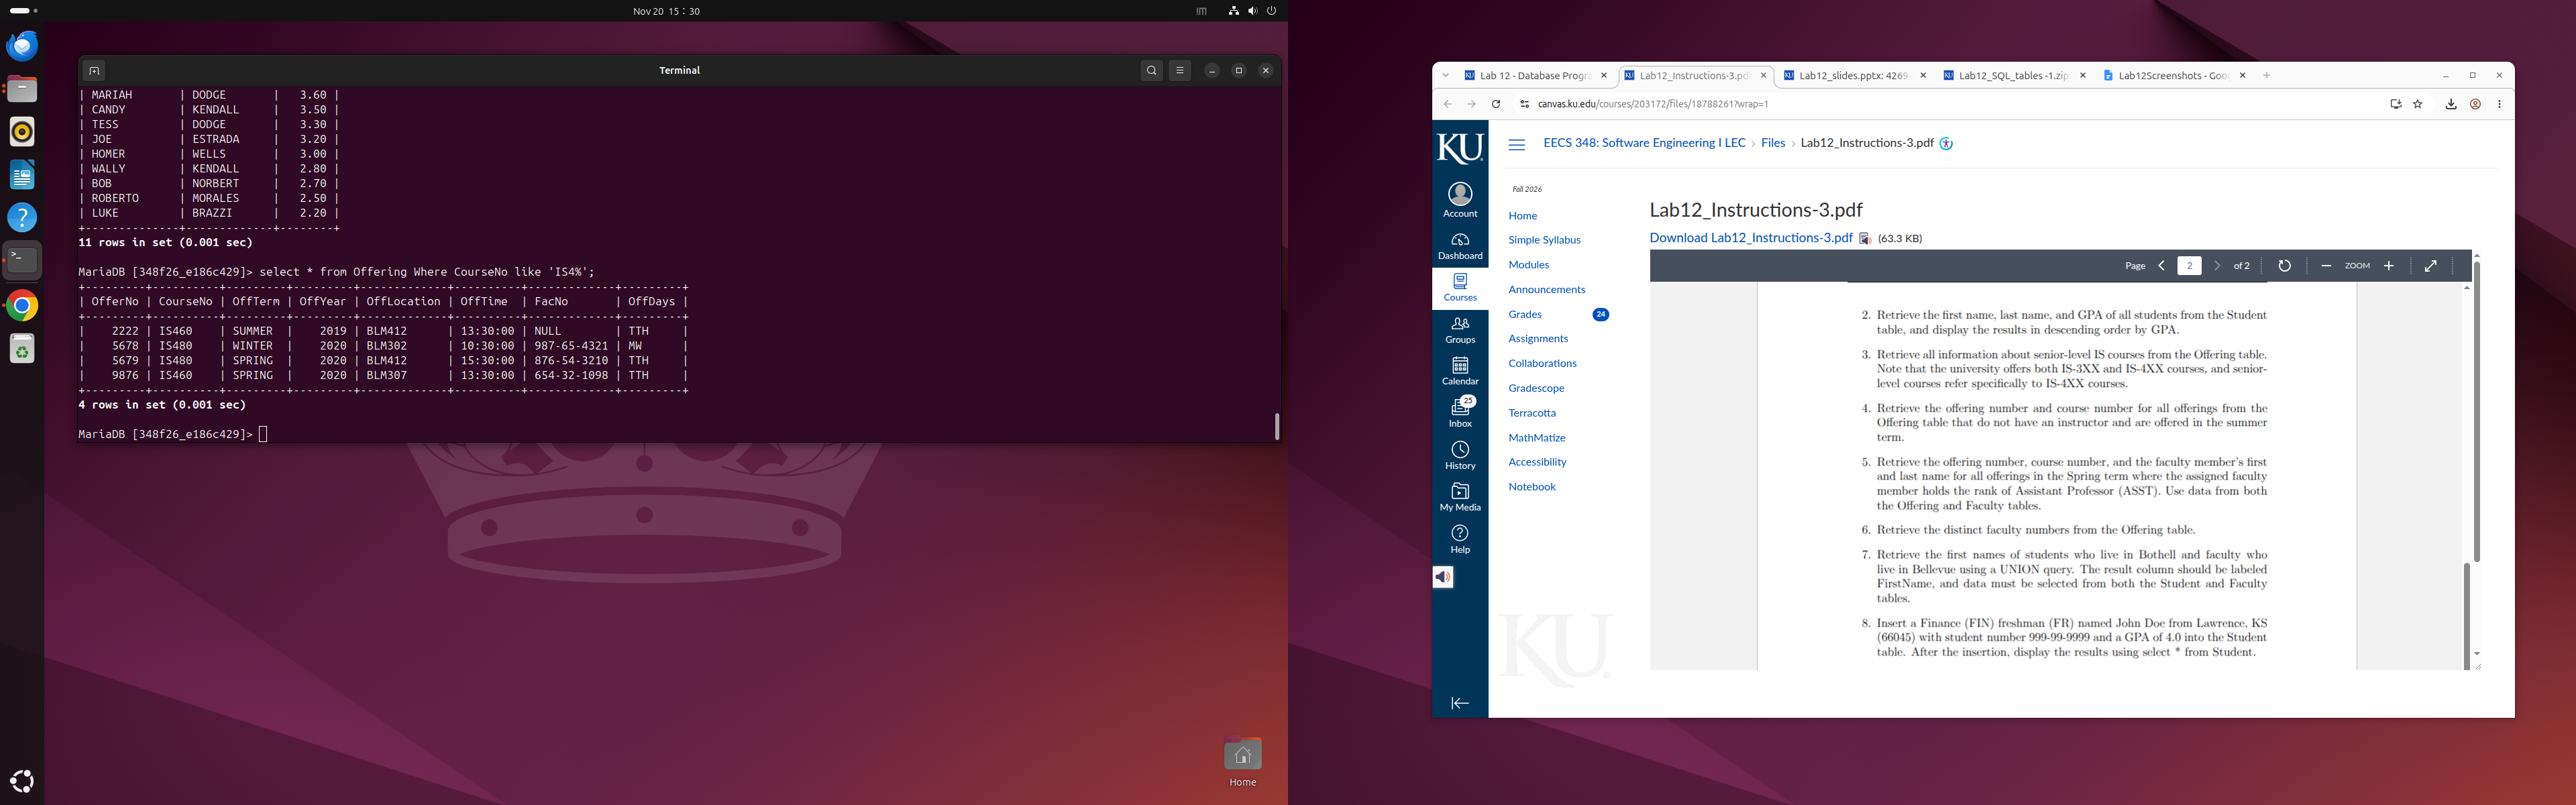 Nov 20 15:30
Terminal
| MARIAH | DODGE | 3.60 |
| CANDY | KENDALL | 3.50 |
| TESS | DODGE | 3.30 |
| JOE | ESTRADA | 3.20 |
| HOMER | WELLS | 3.00 |
| WALLY | KENDALL | 2.80 |
| BOB | NORBERT | 2.70 |
| ROBERTO | MORALES | 2.50 |
| LUKE | BRAZZI | 2.20 |
+--------------+-------------+--------+
11 rows in set (0.001 sec)
MariaDB [348f26_e186c429]> select * from Offering Where CourseNo like 'IS4%';
+---------+----------+---------+---------+-------------+----------+-------------+---------+
| OfferNo | CourseNo | OffTerm | OffYear | OffLocation | OffTime | FacNo | OffDays |
+---------+----------+---------+---------+-------------+----------+-------------+---------+
| 2222 | IS460 | SUMMER | 2019 | BLM412 | 13:30:00 | NULL | TTH |
| 5678 | IS480 | WINTER | 2020 | BLM302 | 10:30:00 | 987-65-4321 | MW |
| 5679 | IS480 | SPRING | 2020 | BLM412 | 15:30:00 | 876-54-3210 | TTH |
| 9876 | IS460 | SPRING | 2020 | BLM307 | 13:30:00 | 654-32-1098 | TTH |
+---------+----------+---------+---------+-------------+----------+-------------+---------+
4 rows in set (0.001 sec)
MariaDB [348f26_e186c429]>
Home
Lab 12 - Database Progra
Lab12_Instructions-3.pdf
Lab12_slides.pptx: 4269-
Lab12_SQL_tables -1.zip:
Lab12Screenshots - Goo
canvas.ku.edu/courses/203172/files/18788261?wrap=1
KU
Account
Dashboard
Courses
Groups
Calendar
25
Inbox
History
My Media
Help
EECS 348: Software Engineering I LEC > Files > Lab12_Instructions-3.pdf
Fall 2026
Home
Simple Syllabus
Modules
Announcements
Grades 24
Assignments
Collaborations
Gradescope
Terracotta
MathMatize
Accessibility
Notebook
KU
Lab12_Instructions-3.pdf
Download Lab12_Instructions-3.pdf (63.3 KB)
Page 2 of 2 ZOOM
2. Retrieve the first name, last name, and GPA of all students from the Student
table, and display the results in descending order by GPA.
3. Retrieve all information about senior-level IS courses from the Offering table.
Note that the university offers both IS-3XX and IS-4XX courses, and senior-
level courses refer specifically to IS-4XX courses.
4. Retrieve the offering number and course number for all offerings from the
Offering table that do not have an instructor and are offered in the summer
term.
5. Retrieve the offering number, course number, and the faculty member's first
and last name for all offerings in the Spring term where the assigned faculty
member holds the rank of Assistant Professor (ASST). Use data from both
the Offering and Faculty tables.
6. Retrieve the distinct faculty numbers from the Offering table.
7. Retrieve the first names of students who live in Bothell and faculty who
live in Bellevue using a UNION query. The result column should be labeled
FirstName, and data must be selected from both the Student and Faculty
tables.
8. Insert a Finance (FIN) freshman (FR) named John Doe from Lawrence, KS
(66045) with student number 999-99-9999 and a GPA of 4.0 into the Student
table. After the insertion, display the results using select * from Student.